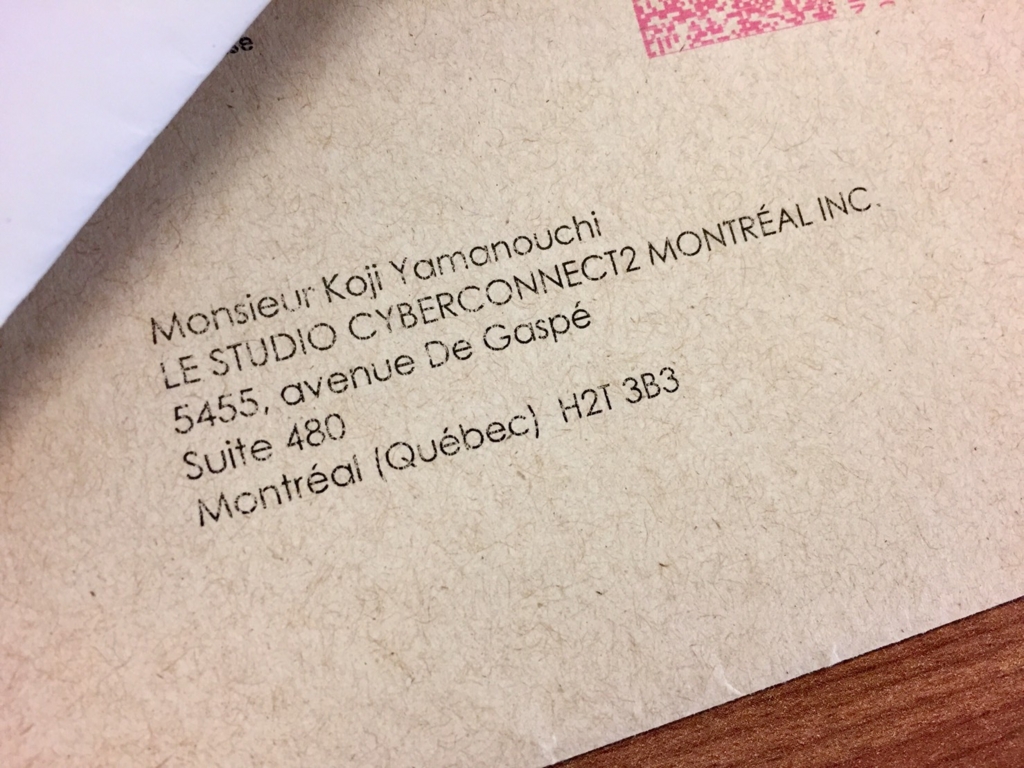 Monsieur Koji Yamanouchi
LE STUDIO CYBERCONNECT2 MONTRÉAL INC.
5455, avenue De Gaspé
Suite 480
Montréal (Québec) H2T 3B3